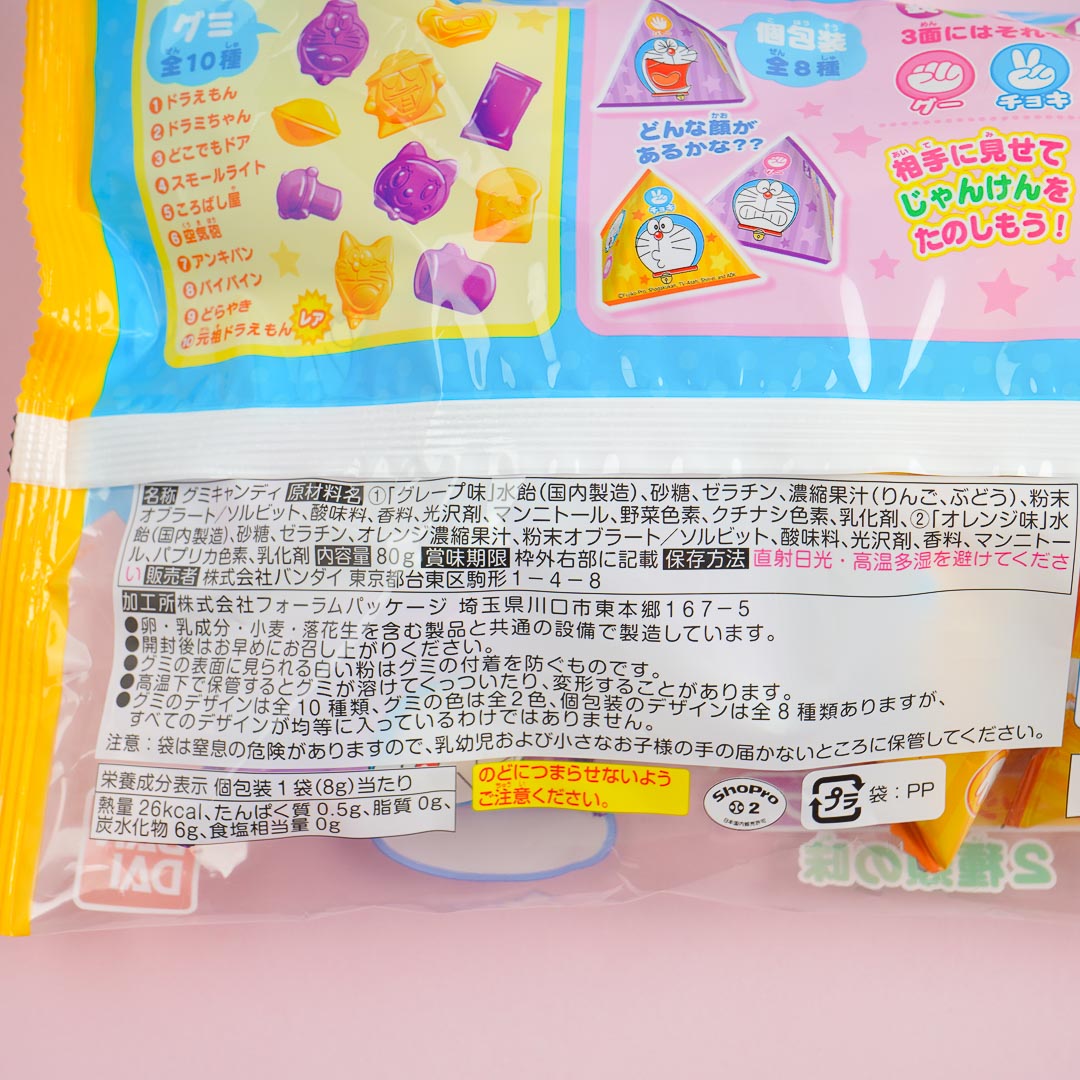 グミ
全10種
①ドラえもん
②ドラミちゃん
③どこでもドア
④スモールライト
⑤ころばし屋
⑥空気砲
⑦アンキパン
⑧バイバイン
⑨どらやき
⑩元祖ドラえもん
レア
個包装
全8種
どんな顔が
あるかな??
チョキ
グー
©Fujiko-Pro, Shogakukan, TV-Asahi, Shin-ei, and ADK
3面にはそれ
グー
チョキ
相手に見せて
じゃんけんを
たのしもう!
名称 グミキャンディ 原材料名 ①「グレープ味」水飴(国内製造)、砂糖、ゼラチン、濃縮果汁(りんご、ぶどう)、粉末
オブラート/ソルビット、酸味料、香料、光沢剤、マンニトール、野菜色素、クチナシ色素、乳化剤、②「オレンジ味」水
飴(国内製造)、砂糖、ゼラチン、オレンジ濃縮果汁、粉末オブラート/ソルビット、酸味料、光沢剤、香料、マンニトー
ル、パプリカ色素、乳化剤 内容量 80g 賞味期限 枠外右部に記載 保存方法 直射日光・高温多湿を避けてくださ
い 販売者 株式会社バンダイ 東京都台東区駒形1-4-8
加工所 株式会社フォーラムパッケージ 埼玉県川口市東本郷167-5
●卵・乳成分・小麦・落花生を含む製品と共通の設備で製造しています。
●開封後はお早めにお召し上がりください。
●グミの表面に見られる白い粉はグミの付着を防ぐものです。
●高温下で保管するとグミが溶けてくっついたり、変形することがあります。
●グミのデザインは全10種類、グミの色は全2色、個包装のデザインは全8種類ありますが、
すべてのデザインが均等に入っているわけではありません。
注意:袋は窒息の危険がありますので、乳幼児および小さなお子様の手の届かないところに保管してください。
栄養成分表示 個包装1袋(8g)当たり
熱量 26kcal、たんぱく質 0.5g、脂質 0g、
炭水化物 6g、食塩相当量 0g
のどにつまらせないよう
ご注意ください。
ShoPro
2
日本国内販売許可
プラ
袋:PP
2種類の味
DAI